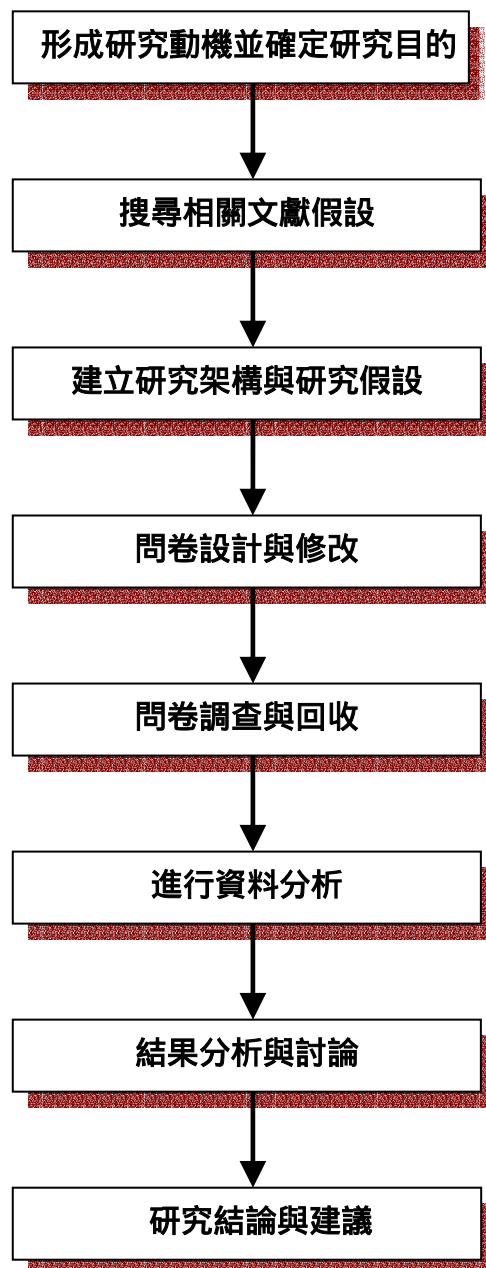 形成研究動機並確定研究目的
搜尋相關文獻假設
建立研究架構與研究假設
問卷設計與修改
問卷調查與回收
進行資料分析
結果分析與討論
研究結論與建議